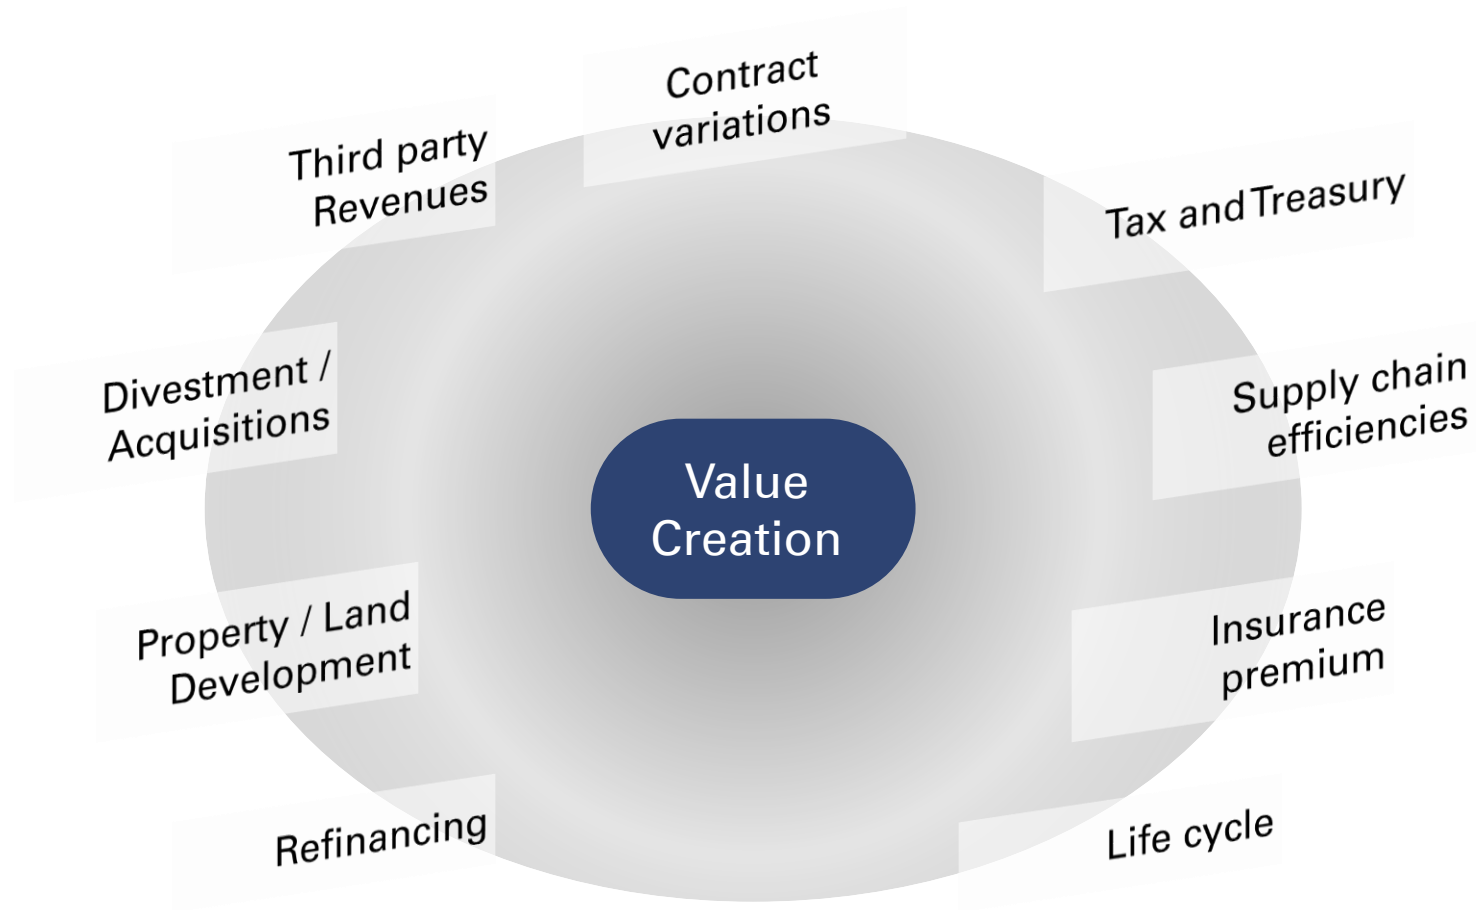 Contract
variations
Third party
Revenues
Tax and Treasury
Divestment /
Acquisitions
Supply chain
efficiencies
Value
Creation
Property / Land
Development
Insurance
premium
Refinancing
Life cycle